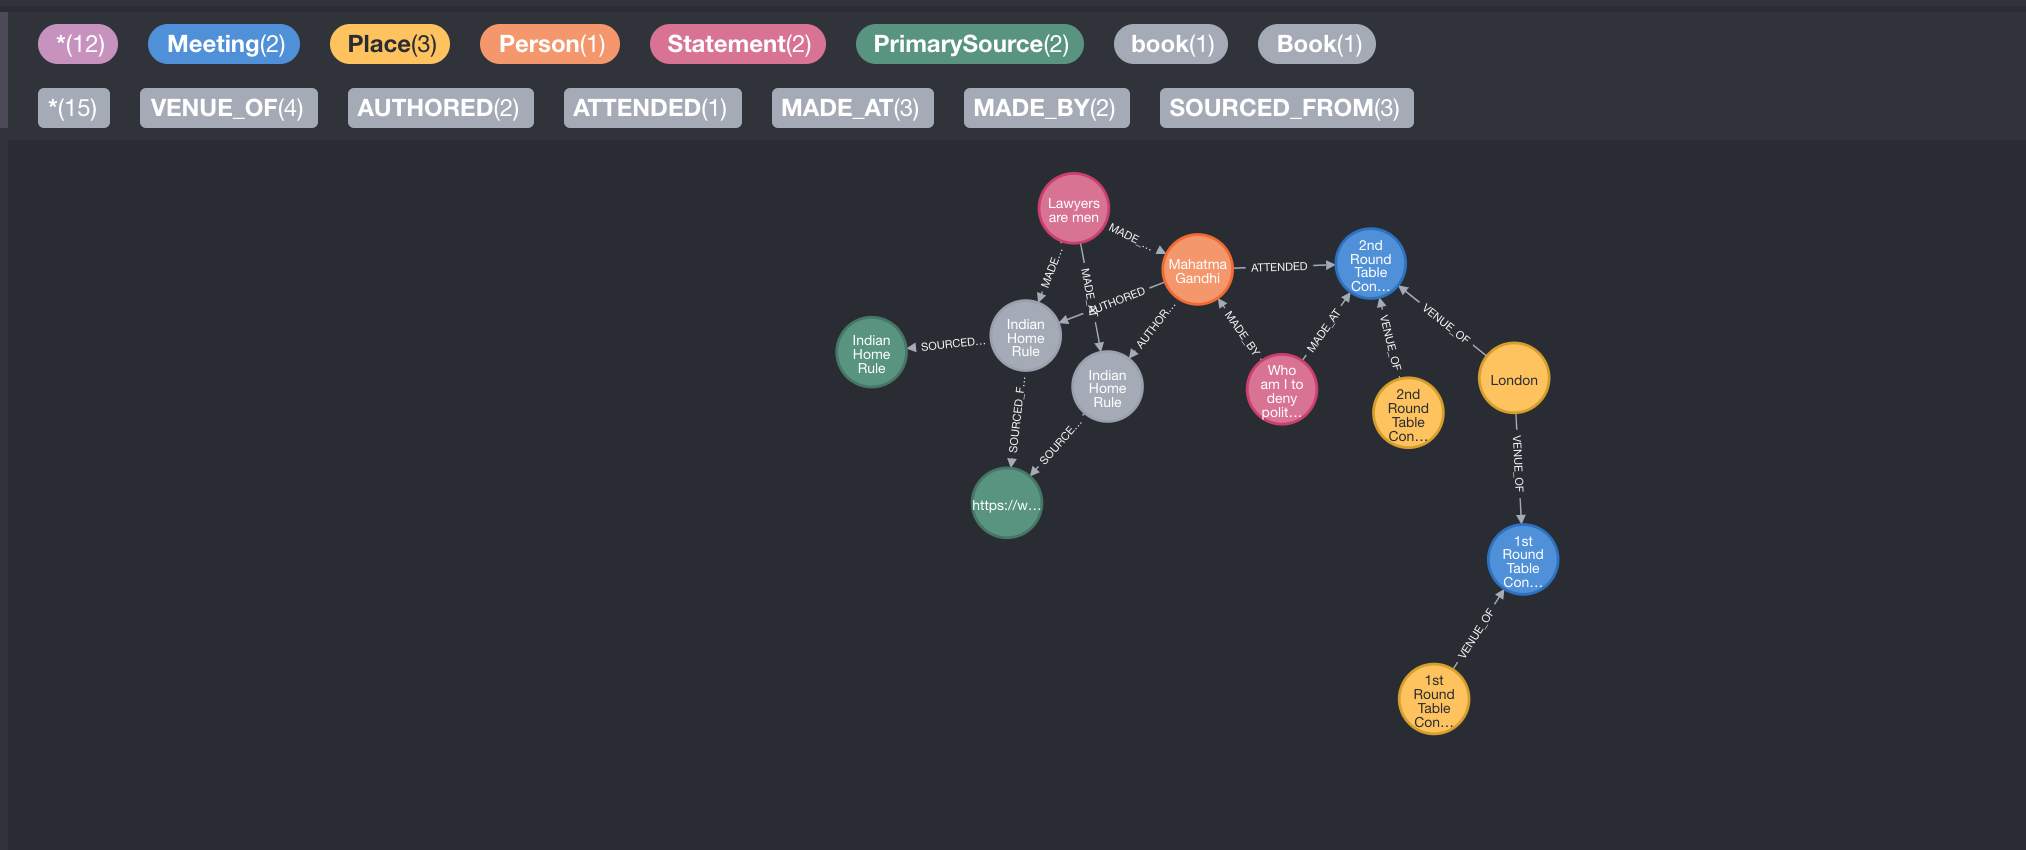 *(12) Meeting(2) Place(3) Person(1) Statement(2) PrimarySource(2) book(1) Book(1)
*(15) VENUE_OF(4) AUTHORED(2) ATTENDED(1) MADE_AT(3) MADE_BY(2) SOURCED_FROM(3)
Lawyers
are men
MADE_...
MADE...
MADE_AT
Mahatma
Gandhi
ATTENDED
2nd
Round
Table
Con...
AUTHORED
AUTHOR...
MADE_BY
MADE_AT
VENUE_OF
VENUE_OF
Indian
Home
Rule
SOURCED...
Indian
Home
Rule
Indian
Home
Rule
Who
am I to
deny
polit...
2nd
Round
Table
Con...
London
SOURCED_F...
SOURCE...
VENUE_OF
https://w...
1st
Round
Table
Con...
VENUE_OF
1st
Round
Table
Con...